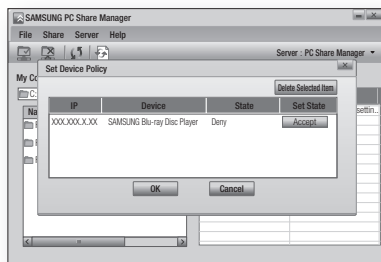 SAMSUNG PC Share Manager
File Share Server Help
Server : PC Share Manager
Set Device Policy
My Co
C:
Delete Selected Item
IP Device State Set State
XXX.XXX.X.XX SAMSUNG Blu-ray Disc Player Deny Accept
Na
settin..
OK Cancel